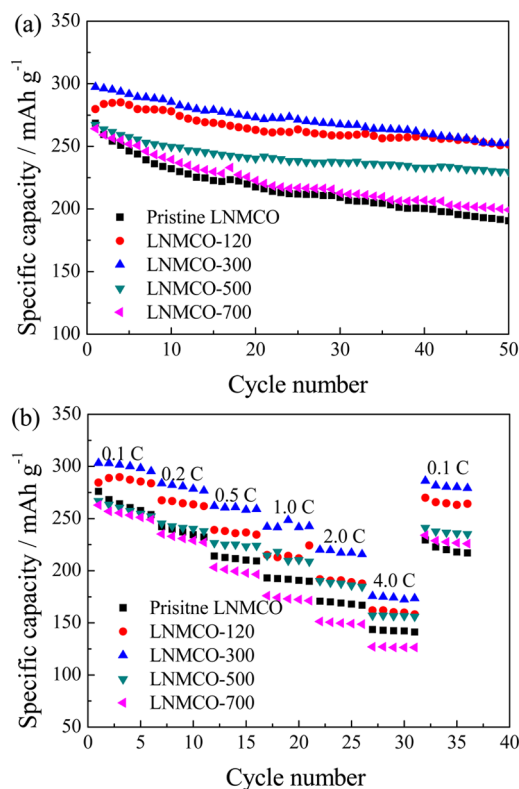 (a)
350
300
250
200
150
100
Specific capacity / mAh g⁻¹
Pristine LNMCO
LNMCO-120
LNMCO-300
LNMCO-500
LNMCO-700
0 10 20 30 40 50
Cycle number
(b)
350
300
250
200
150
100
50
Specific capacity / mAh g⁻¹
0.1 C
0.2 C
0.5 C
1.0 C
2.0 C
4.0 C
0.1 C
Prisitne LNMCO
LNMCO-120
LNMCO-300
LNMCO-500
LNMCO-700
0 5 10 15 20 25 30 35 40
Cycle number